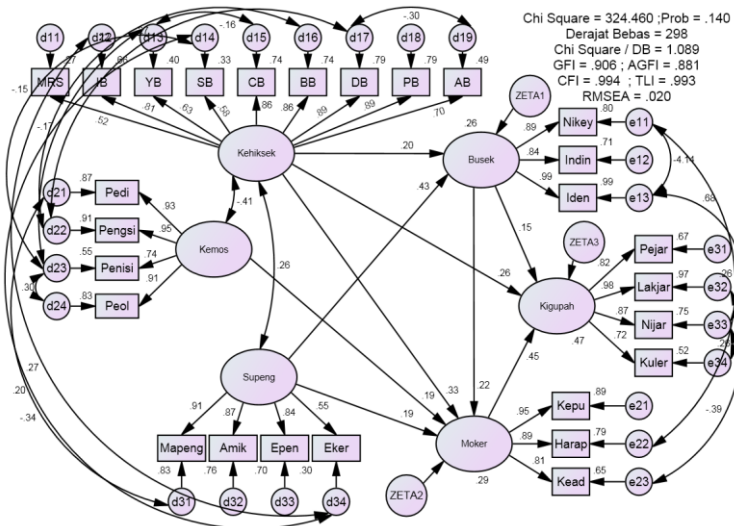 Chi Square = 324.460 ;Prob = .140
Derajat Bebas = 298
Chi Square / DB = 1.089
GFI = .906 ; AGFI = .881
CFI = .994 ; TLI = .993
RMSEA = .020
d11 d12 d13 d14 d15 d16 d17 d18 d19
-.16 -.30
.27 .66 .40 .33 .74 .74 .79 .79 .49
MRS IB YB SB CB BB DB PB AB
-.15
-.17
.52 .81 .63 .58 .86 .86 .89 .89 .70
Kehiksek
.20
.43
.26
ZETA1
Busek
.89 Nikey .80 e11
.84 Indin .71 e12
.99 Iden .99 e13
-4.14
.68
d21 .87 Pedi .93
d22 .91 Pengsi .95
d23 .55 Penisi .74
d24 .83 Peol .91
.30
Kemos
-.41
.26
.15
.26
ZETA3
Kigupah
.47
.82 Pejar .67 e31
.98 Lakjar .97 e32
.87 Nijar .75 e33
.72 Kuler .52 e34
.26
.45
.22
.33
.19
.19
Supeng
.27
.20
-.34
.91 .87 .84 .55
Mapeng Amik Epen Eker
.83 .76 .70 .30
d31 d32 d33 d34
Moker
.29
ZETA2
.95 Kepu .89 e21
.89 Harap .79 e22
.81 Kead .65 e23
-.39